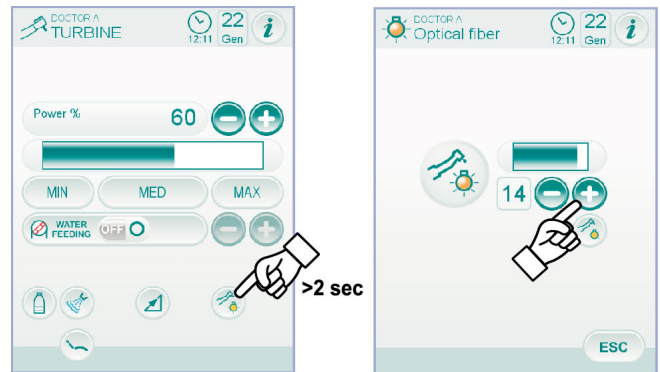 DOCTOR A
TURBINE
12:11
22
Gen
i
Power %
60
MIN
MED
MAX
WATER
FEEDING
OFF
>2 sec
DOCTOR A
Optical fiber
12:11
22
Gen
i
14
ESC